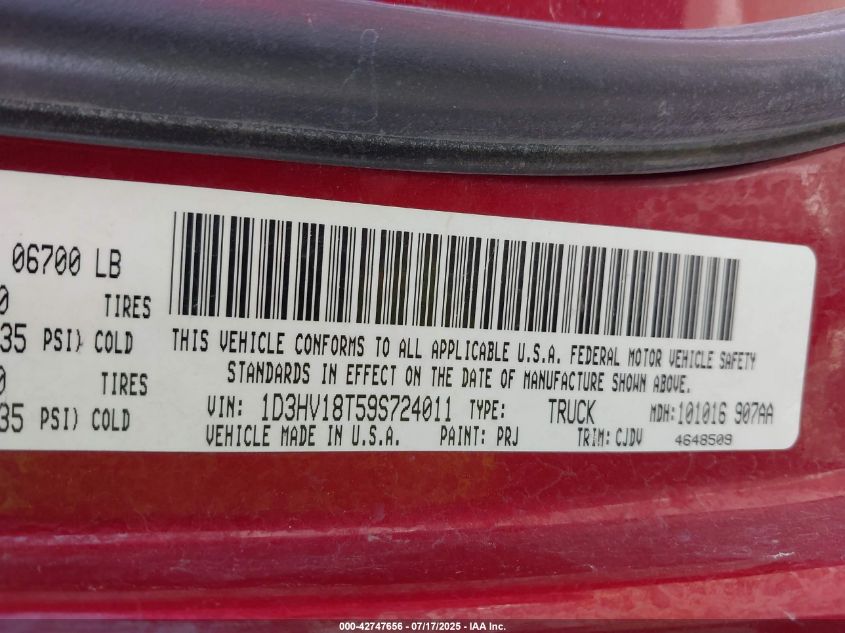 06700 LB
0 TIRES
35 PSI) COLD
0 TIRES
35 PSI) COLD
THIS VEHICLE CONFORMS TO ALL APPLICABLE U.S.A. FEDERAL MOTOR VEHICLE SAFETY
STANDARDS IN EFFECT ON THE DATE OF MANUFACTURE SHOWN ABOVE.
VIN: 1D3HV18T59S724011 TYPE: TRUCK MDH:101016 907AA
VEHICLE MADE IN U.S.A. PAINT: PRJ TRIM: CJDV 4648509
000-42747656 - 07/17/2025 - IAA Inc.